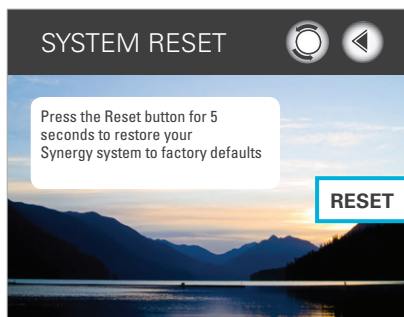 SYSTEM RESET
Press the Reset button for 5
seconds to restore your
Synergy system to factory defaults
RESET